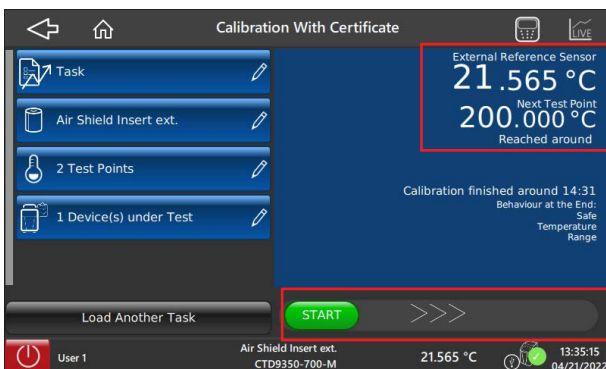 Calibration With Certificate
LIVE
Task
Air Shield Insert ext.
2 Test Points
1 Device(s) under Test
Load Another Task
External Reference Sensor
21.565 °C
Next Test Point
200.000 °C
Reached around
Calibration finished around 14:31
Behaviour at the End:
Safe
Temperature
Range
START
User 1
Air Shield Insert ext.
CTD9350-700-M
21.565 °C
13:35:15
04/21/2022